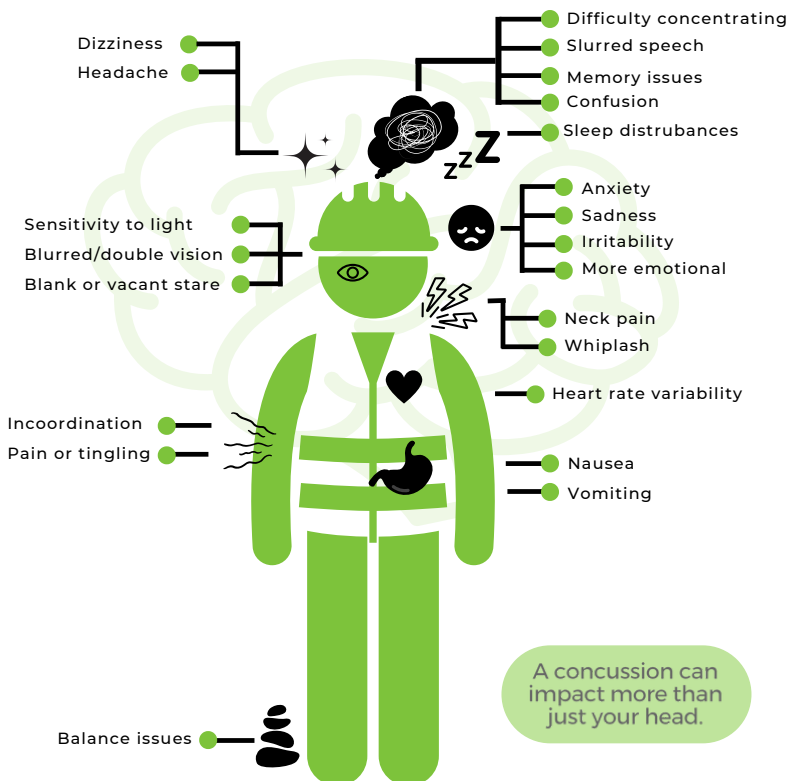 Dizziness
Headache
Difficulty concentrating
Slurred speech
Memory issues
Confusion
Sleep distrubances
zzZ
Sensitivity to light
Blurred/double vision
Blank or vacant stare
Anxiety
Sadness
Irritability
More emotional
Neck pain
Whiplash
Heart rate variability
Incoordination
Pain or tingling
Nausea
Vomiting
A concussion can
impact more than
just your head.
Balance issues